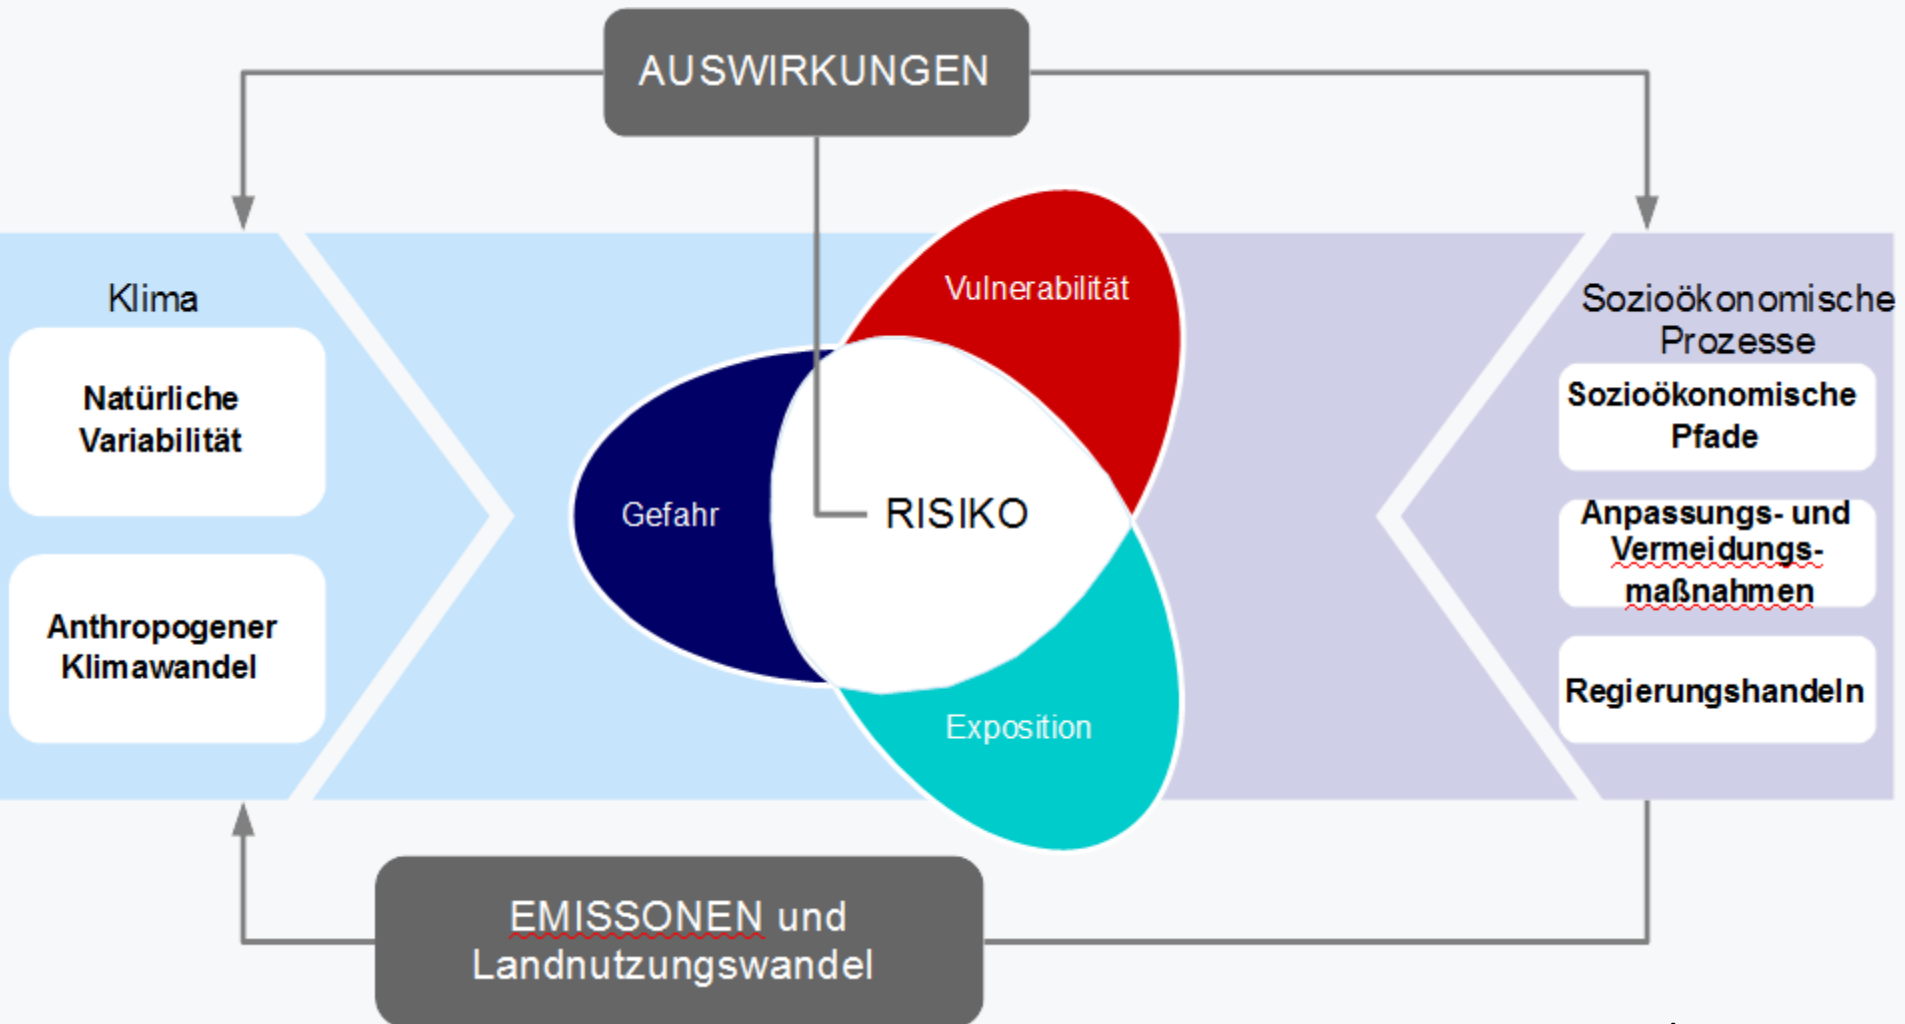 AUSWIRKUNGEN
Klima
Natürliche
Variabilität
Anthropogener
Klimawandel
Vulnerabilität
Gefahr
RISIKO
Exposition
Sozioökonomische
Prozesse
Sozioökonomische
Pfade
Anpassungs- und
Vermeidungs-
maßnahmen
Regierungshandeln
EMISSONEN und
Landnutzungswandel